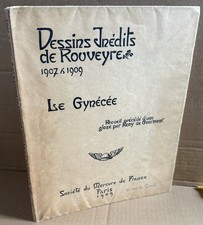 Dessins Inédits
de Rouveyre
1907 à 1909
Le Gynécée
Recueil précédé d'une
glose par Remy de Gourmont
Société du Mercure de France
Paris
1909